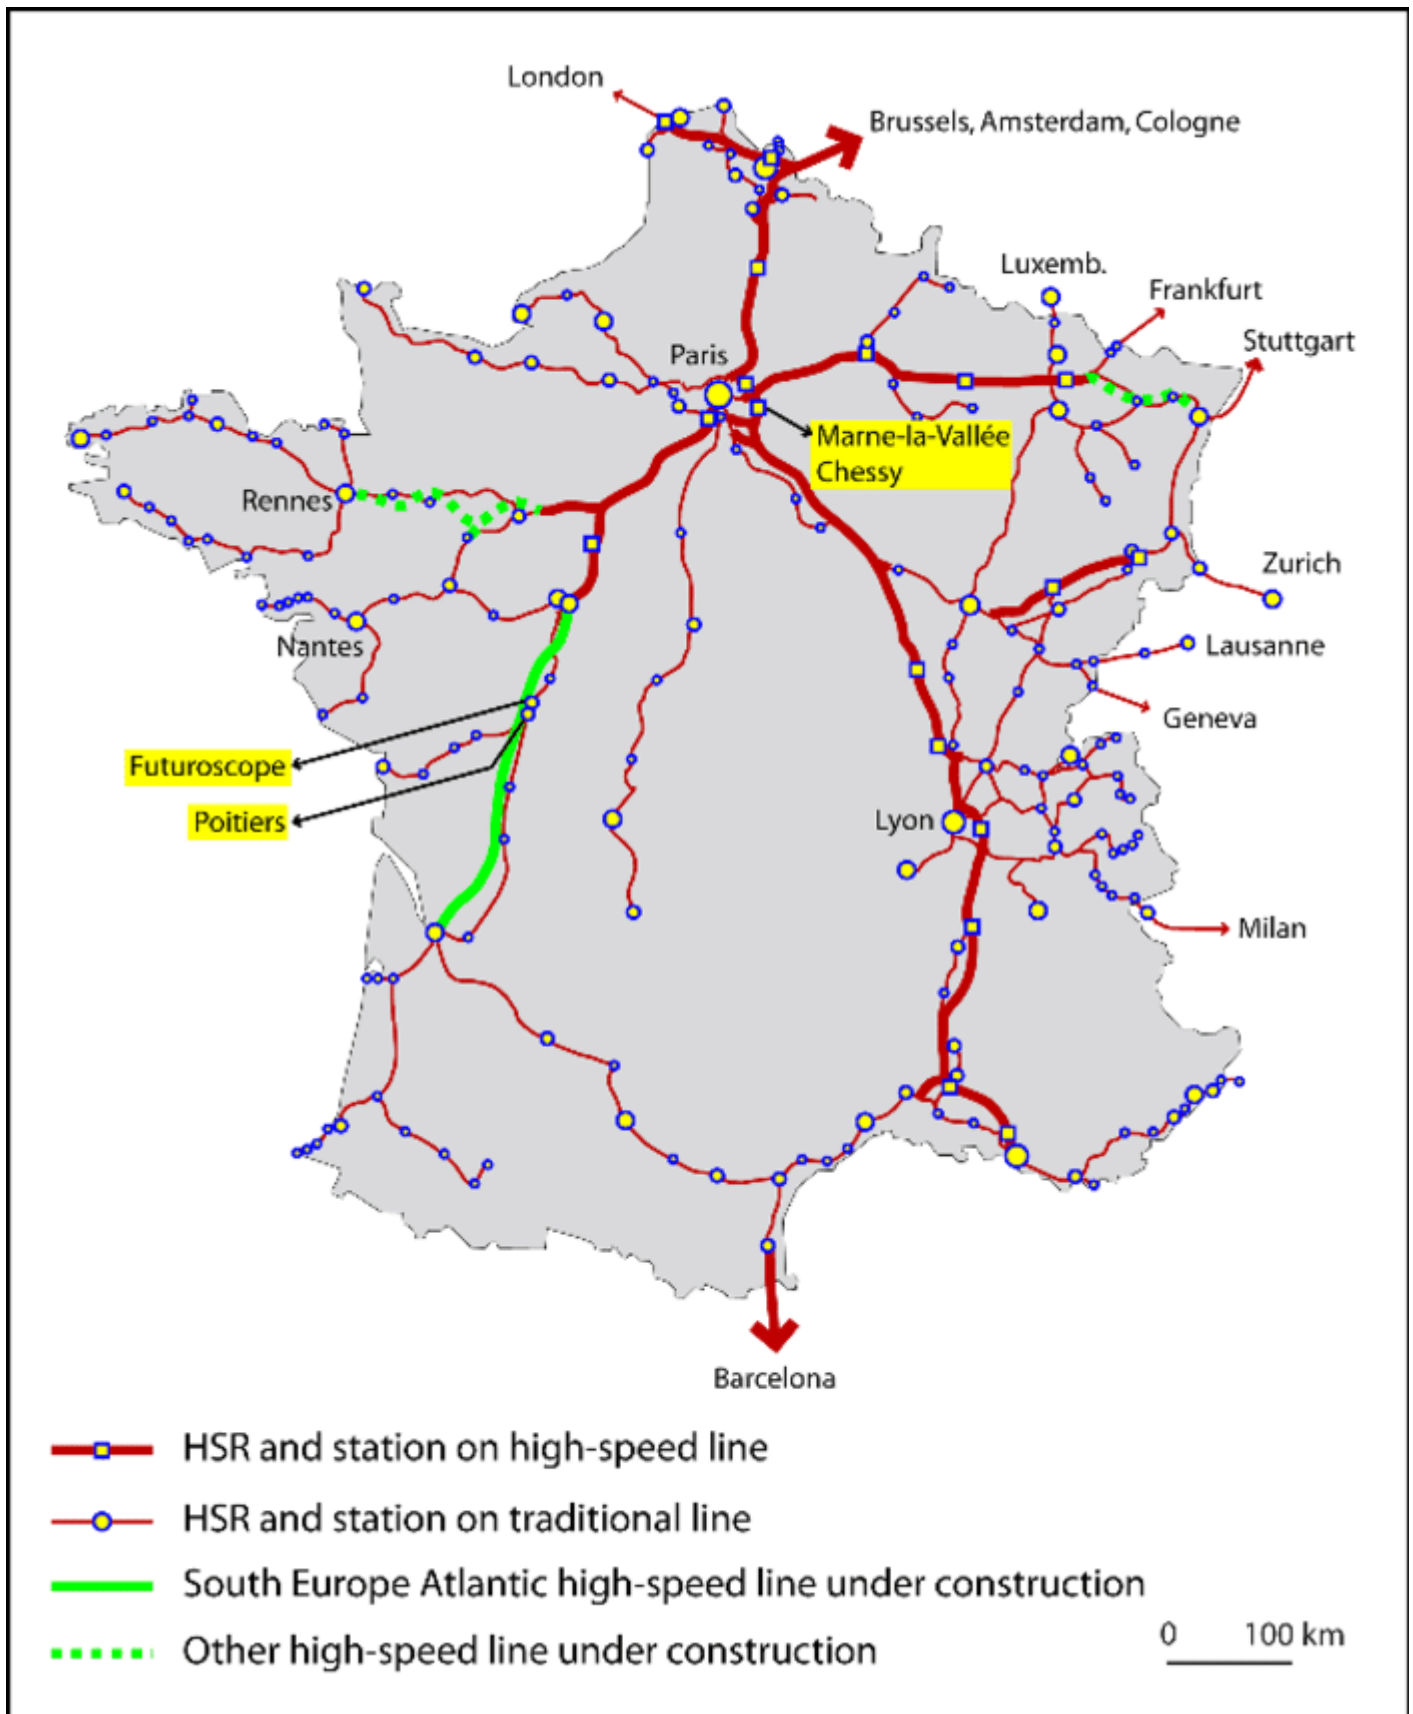 London
Brussels, Amsterdam, Cologne
Luxemb.
Frankfurt
Stuttgart
Paris
Marne-la-Vallée
Chessy
Rennes
Zurich
Nantes
Lausanne
Geneva
Futuroscope
Poitiers
Lyon
Milan
Barcelona
HSR and station on high-speed line
HSR and station on traditional line
South Europe Atlantic high-speed line under construction
Other high-speed line under construction
0 100 km